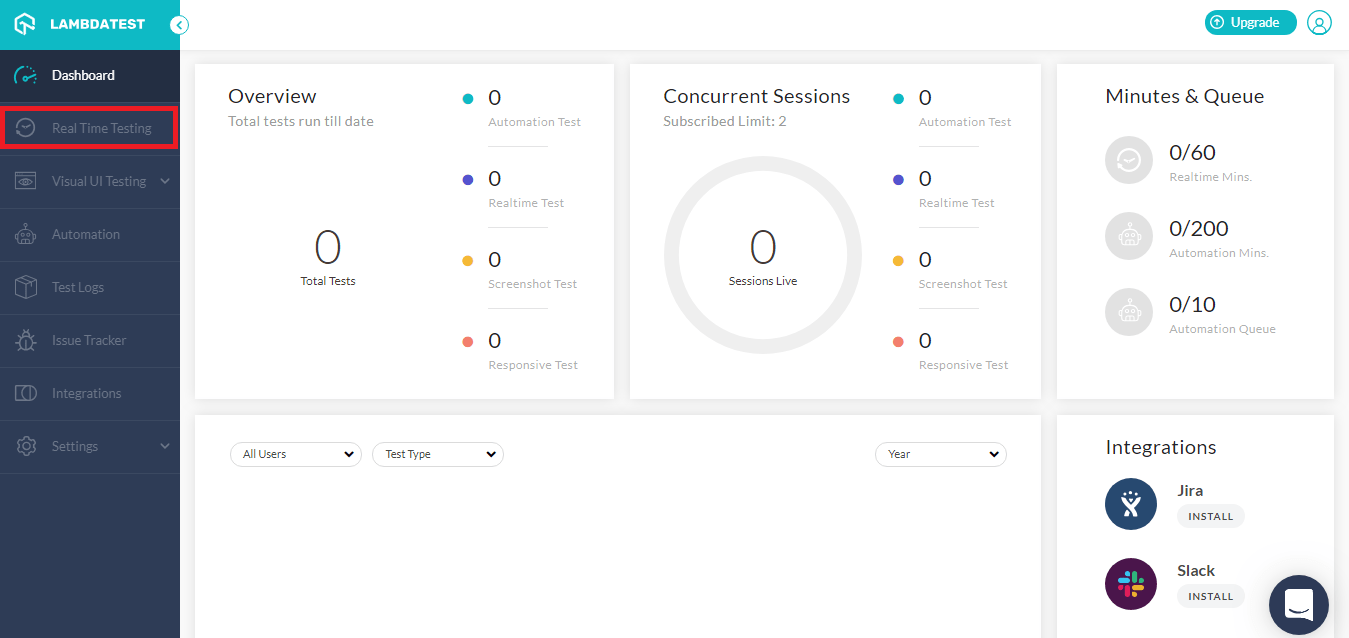 LAMBDATEST
Upgrade
Dashboard
Real Time Testing
Visual UI Testing
Automation
Test Logs
Issue Tracker
Integrations
Settings
Overview
Total tests run till date
0
Total Tests
0
Automation Test
0
Realtime Test
0
Screenshot Test
0
Responsive Test
Concurrent Sessions
Subscribed Limit: 2
0
Sessions Live
0
Automation Test
0
Realtime Test
0
Screenshot Test
0
Responsive Test
Minutes & Queue
0/60
Realtime Mins.
0/200
Automation Mins.
0/10
Automation Queue
All Users
Test Type
Year
Integrations
Jira
INSTALL
Slack
INSTALL